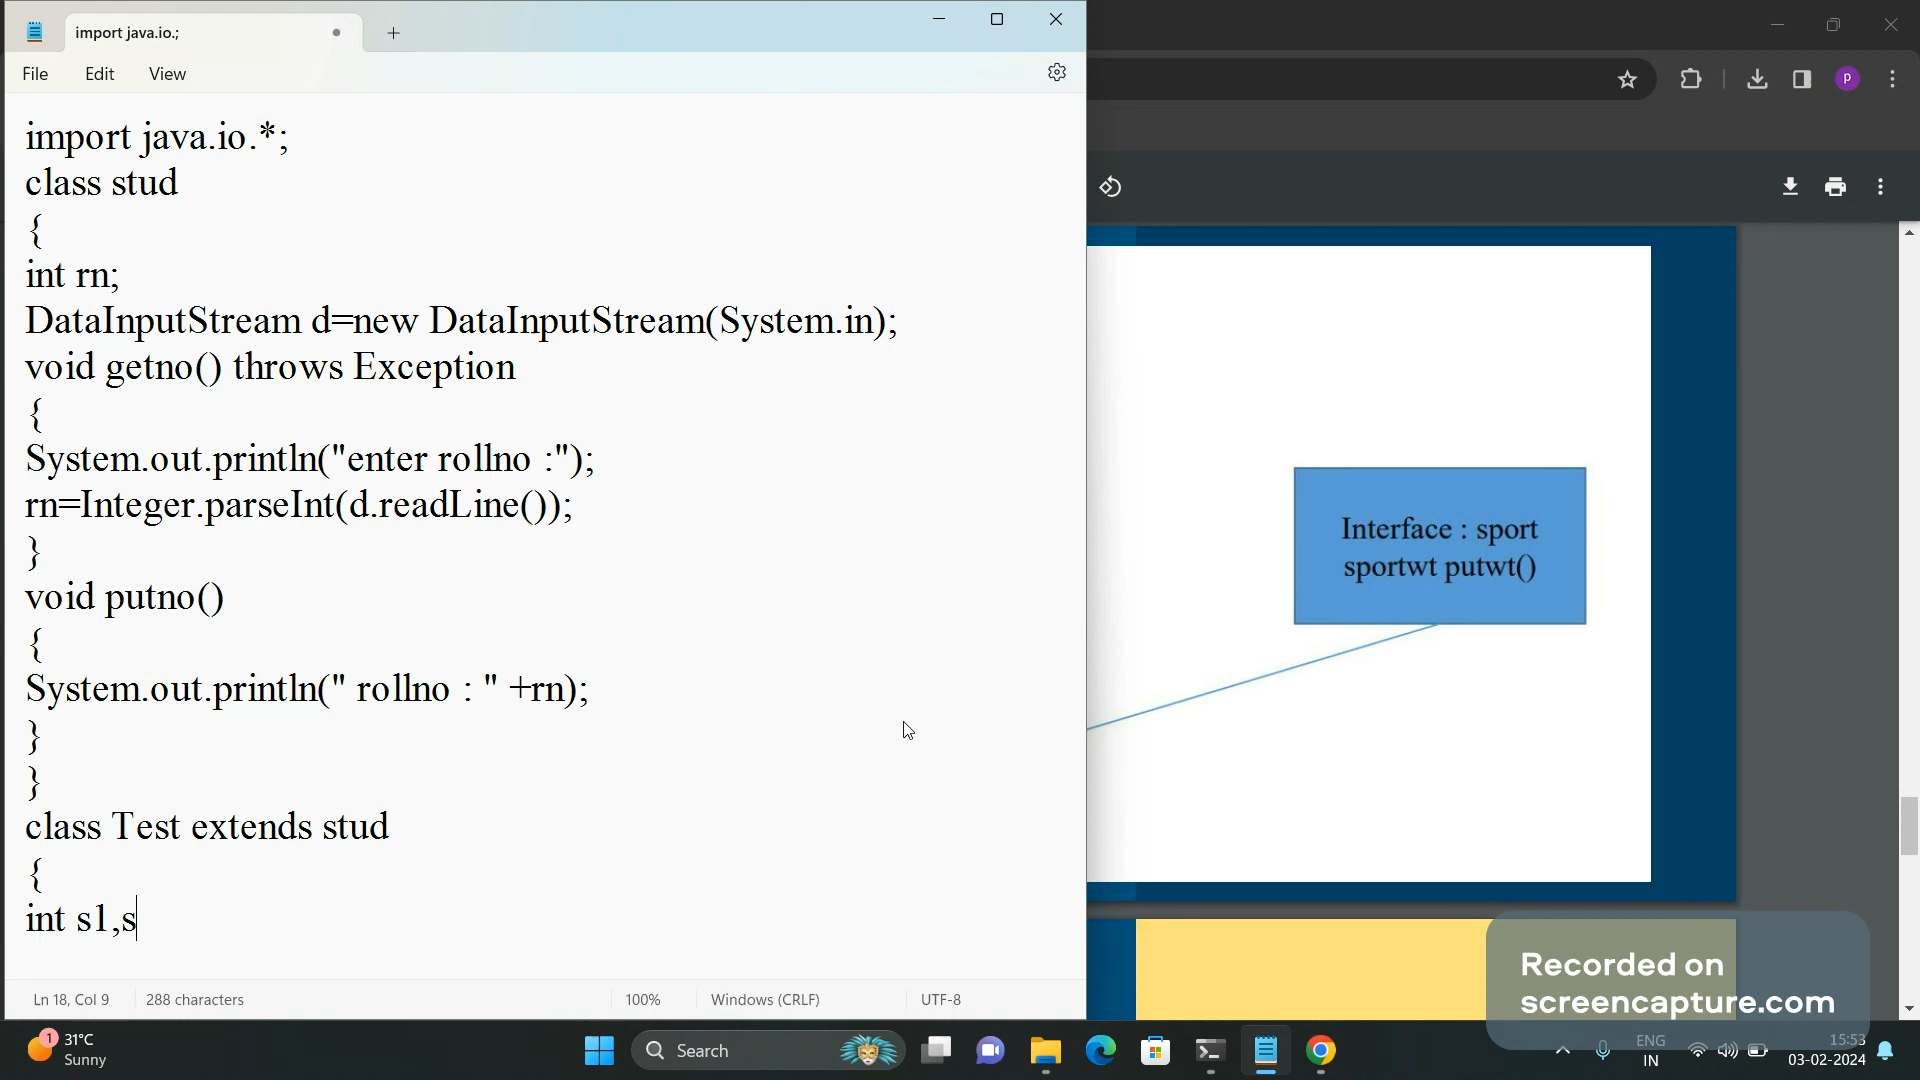 import java.io.;
File Edit View
import java.io.*;
class stud
{
int rn;
DataInputStream d=new DataInputStream(System.in);
void getno() throws Exception
{
System.out.println("enter rollno :");
rn=Integer.parseInt(d.readLine());
}
void putno()
{
System.out.println(" rollno : " +rn);
}
}
class Test extends stud
{
int s1,s
Ln 18, Col 9
288 characters
100%
Windows (CRLF)
UTF-8
p
Interface : sport
sportwt putwt()
Recorded on
screencapture.com
1
31°C
Sunny
Search
ENG
IN
15:53
03-02-2024